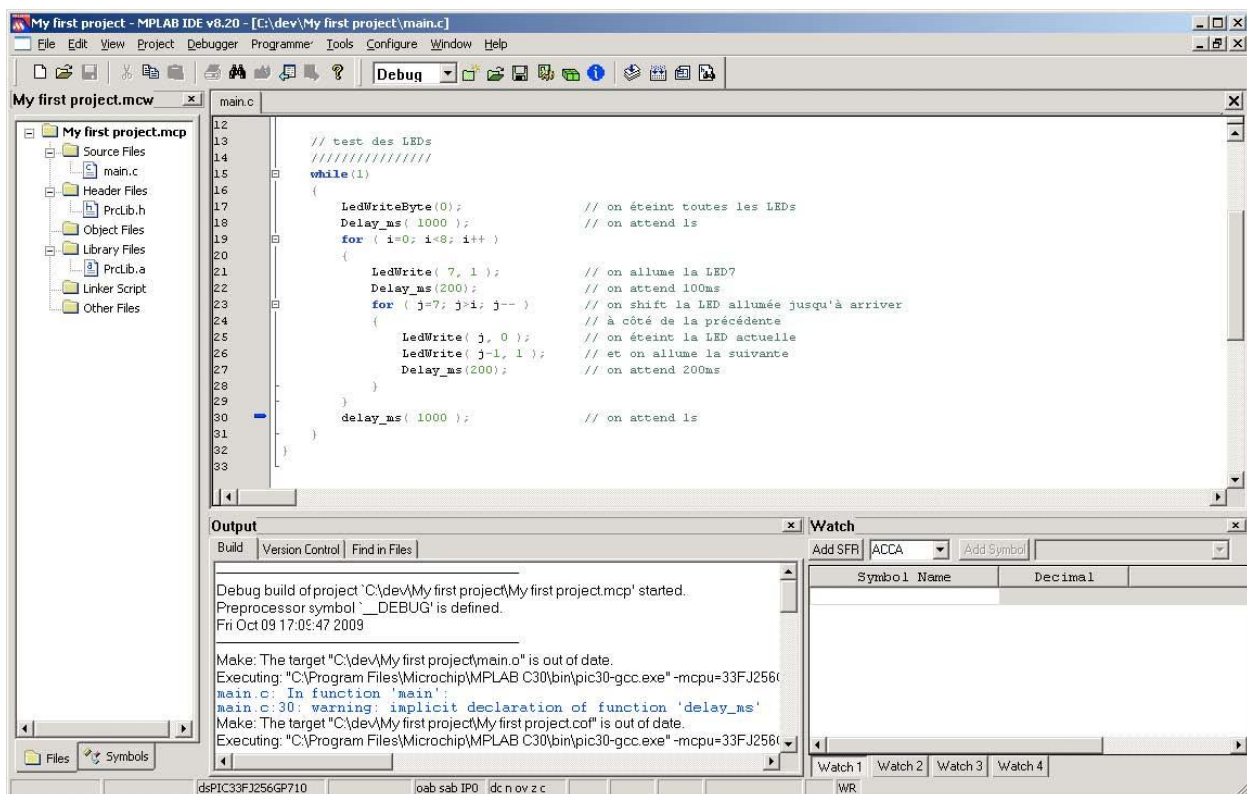 My first project - MPLAB IDE v8.20 - [C:\dev\My first project\main.c]
File Edit View Project Debugger Programmer Tools Configure Window Help
Debug
My first project.mcw
main.c
My first project.mcp
Source Files
main.c
Header Files
PrcLib.h
Object Files
Library Files
PrcLib.a
Linker Script
Other Files
Files Symbols
12
13 // test des LEDs
14 ////////////////
15 while(1)
16 {
17 LedWriteByte(0); // on éteint toutes les LEDs
18 Delay_ms( 1000 ); // on attend 1s
19 for ( i=0; i<8; i++ )
20 {
21 LedWrite( 7, 1 ); // on allume la LED7
22 Delay_ms(200); // on attend 100ms
23 for ( j=7; j>i; j-- ) // on shift la LED allumée jusqu'à arriver
24 { // à côté de la précédente
25 LedWrite( j, 0 ); // on éteint la LED actuelle
26 LedWrite( j-1, 1 ); // et on allume la suivante
27 Delay_ms(200); // on attend 200ms
28 }
29 }
30 delay_ms( 1000 ); // on attend 1s
31 }
32 }
33
Output
Build Version Control Find in Files
Debug build of project `C:\dev\My first project\My first project.mcp' started.
Preprocessor symbol `__DEBUG' is defined.
Fri Oct 09 17:09:47 2009
Make: The target "C:\dev\My first project\main.o" is out of date.
Executing: "C:\Program Files\Microchip\MPLAB C30\bin\pic30-gcc.exe" -mcpu=33FJ256
main.c: In function 'main':
main.c:30: warning: implicit declaration of function 'delay_ms'
Make: The target "C:\dev\My first project\My first project.cof" is out of date.
Executing: "C:\Program Files\Microchip\MPLAB C30\bin\pic30-gcc.exe" -mcpu=33FJ256
Watch
Add SFR ACCA Add Symbol
Symbol Name Decimal
Watch 1 Watch 2 Watch 3 Watch 4
dsPIC33FJ256GP710 oab sab IP0 dc n ov z c WR